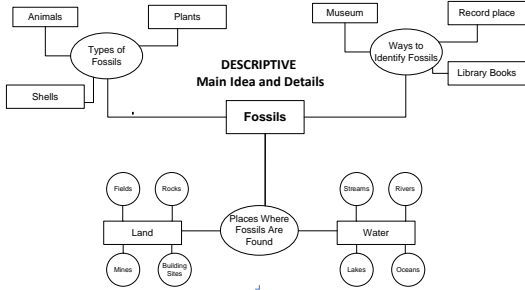 Animals
Plants
Types of
Fossils
Shells
DESCRIPTIVE
Main Idea and Details
Museum
Record place
Ways to
Identify Fossils
Library Books
Fossils
Fields
Rocks
Land
Mines
Building
Sites
Places Where
Fossils Are
Found
Streams
Rivers
Water
Lakes
Oceans